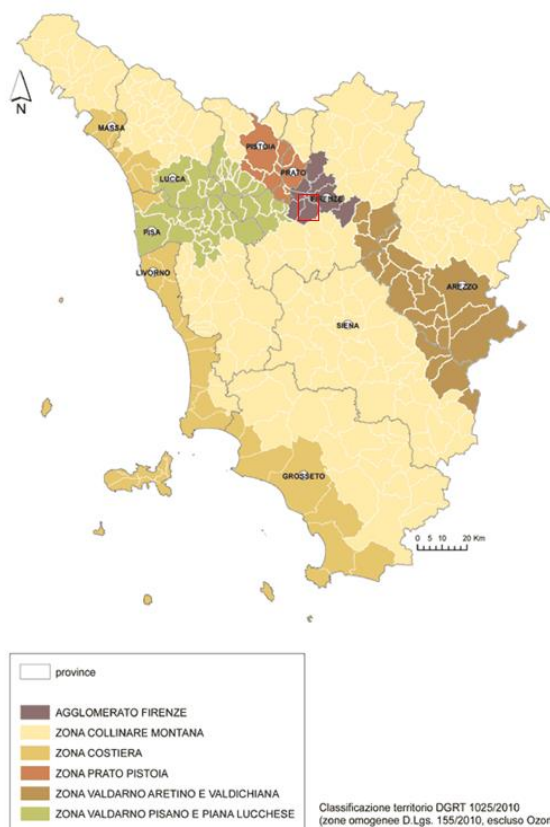 N
MASSA
PISTOIA
PRATO
LUCCA
FIRENZE
PISA
LIVORNO
AREZZO
SIENA
GROSSETO
0 5 10 20 Km
province
AGGLOMERATO FIRENZE
ZONA COLLINARE MONTANA
ZONA COSTIERA
ZONA PRATO PISTOIA
ZONA VALDARNO ARETINO E VALDICHIANA
ZONA VALDARNO PISANO E PIANA LUCCHESE
Classificazione territorio DGRT 1025/2010
(zone omogenee D.Lgs. 155/2010, escluso Ozon